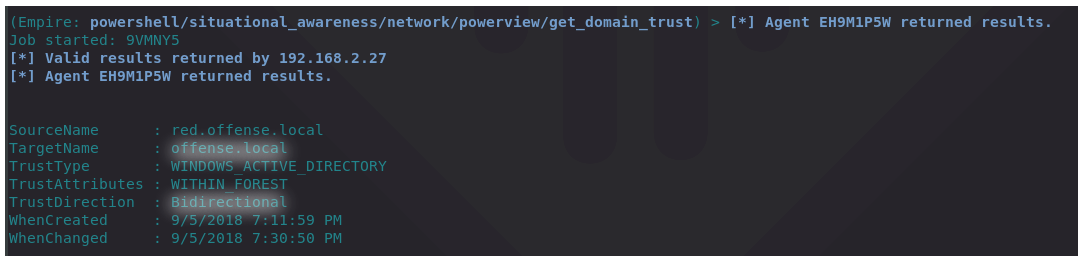 (Empire: powershell/situational_awareness/network/powerview/get_domain_trust) > [*] Agent EH9M1P5W returned results.
Job started: 9VMNY5
[*] Valid results returned by 192.168.2.27
[*] Agent EH9M1P5W returned results.
SourceName      : red.offense.local
TargetName      : offense.local
TrustType       : WINDOWS_ACTIVE_DIRECTORY
TrustAttributes : WITHIN_FOREST
TrustDirection  : Bidirectional
WhenCreated     : 9/5/2018 7:11:59 PM
WhenChanged     : 9/5/2018 7:30:50 PM